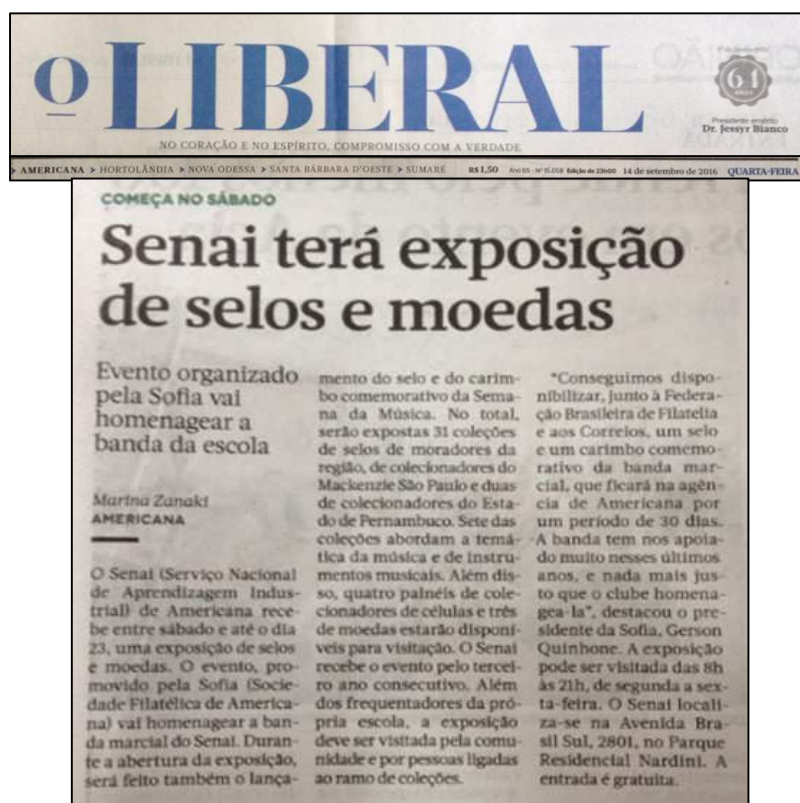 O LIBERAL
64
ANOS
Presidente emérito
Dr. Jessyr Bianco
NO CORAÇÃO E NO ESPÍRITO, COMPROMISSO COM A VERDADE
> AMERICANA > HORTOLÂNDIA > NOVA ODESSA > SANTA BÁRBARA D'OESTE > SUMARÉ R$ 1,50 Ano 65 - Nº 15.058 Edição de 23h00 14 de setembro de 2016 QUARTA-FEIRA
COMEÇA NO SÁBADO
Senai terá exposição
de selos e moedas
Evento organizado
pela Sofia vai
homenagear a
banda da escola
Marina Zanaki
AMERICANA
O Senai (Serviço Nacional
de Aprendizagem Indus-
trial) de Americana rece-
be entre sábado e até o dia
23, uma exposição de selos
e moedas. O evento, pro-
movido pela Sofia (Socie-
dade Filatélica de America-
na) vai homenagear a ban-
da marcial do Senai. Duran-
te a abertura da exposição,
será feito também o lança-
mento do selo e do carim-
bo comemorativo da Sema-
na da Música. No total,
serão expostas 31 coleções
de selos de moradores da
região, de colecionadores do
Mackenzie São Paulo e duas
de colecionadores do Esta-
do de Pernambuco. Sete das
coleções abordam a temá-
tica da música e de instru-
mentos musicais. Além dis-
so, quatro painéis de cole-
cionadores de células e três
de moedas estarão disponí-
veis para visitação. O Senai
recebe o evento pelo tercei-
ro ano consecutivo. Além
dos frequentadores da pró-
pria escola, a exposição
deve ser visitada pela comu-
nidade e por pessoas ligadas
ao ramo de coleções.
"Conseguimos dispo-
nibilizar, junto à Federa-
ção Brasileira de Filatelia
e aos Correios, um selo
e um carimbo comemo-
rativo da banda mar-
cial, que ficará na agên-
cia de Americana por
um período de 30 dias.
A banda tem nos apoia-
do muito nesses últimos
anos, e nada mais jus-
to que o clube homena-
gea-la", destacou o pre-
sidente da Sofia, Gerson
Quinhone. A exposição
pode ser visitada das 8h
às 21h, de segunda a sex-
ta-feira. O Senai locali-
za-se na Avenida Bra-
sil Sul, 2801, no Parque
Residencial Nardini. A
entrada é gratuita.